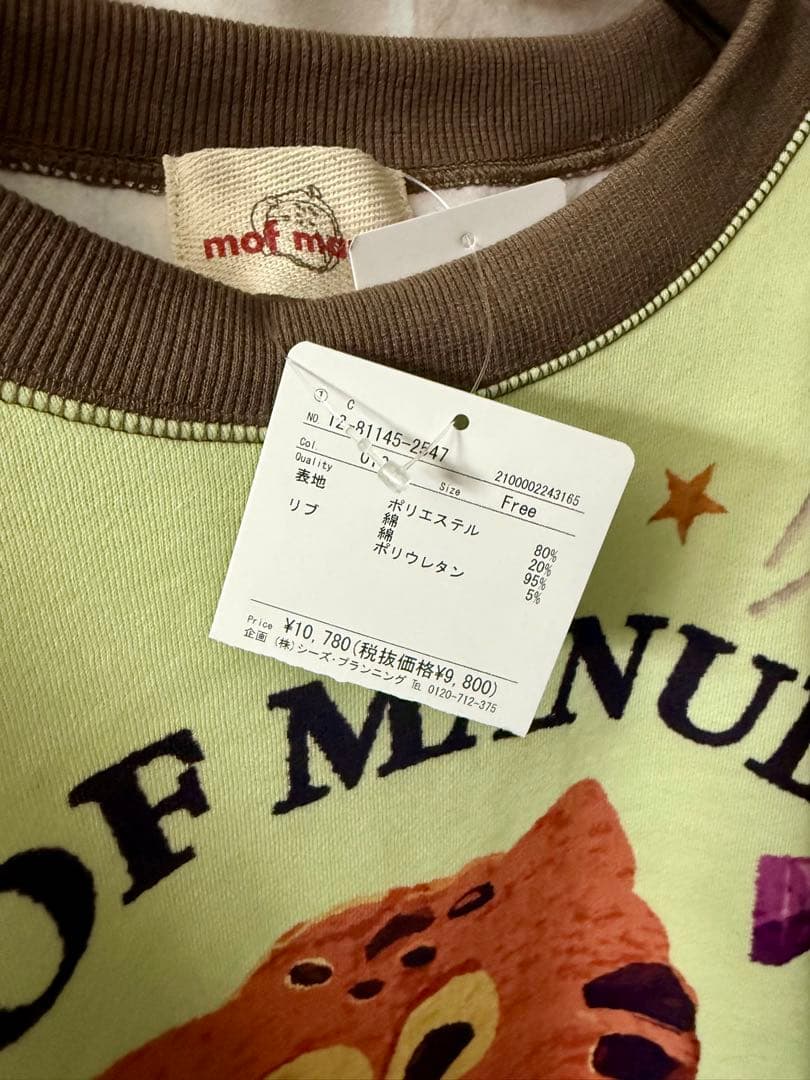 mof
① C
NO 12-81145-2547
Col.
2100002243165
Quality
Size Free
表地 ポリエステル 80%
綿 20%
リブ 綿 95%
ポリウレタン 5%
Price ¥10,780(税抜価格¥9,800)
企画 (株)シーズ・プランニング ℡ 0120-712-375
OF MANUL